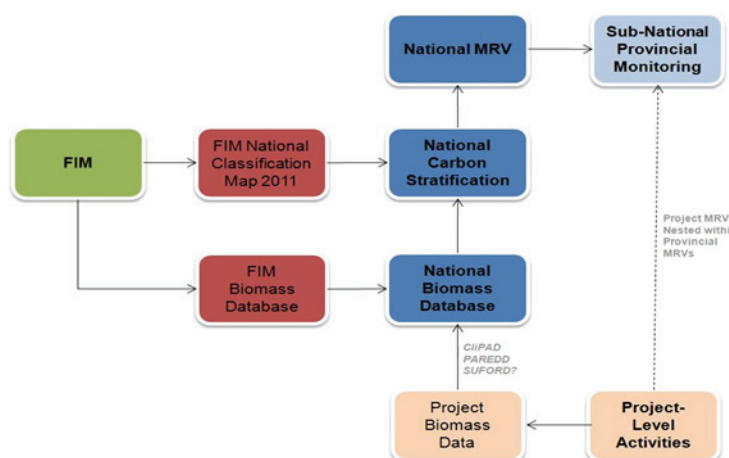 National MRV
Sub-National
Provincial
Monitoring
FIM
FIM National
Classification
Map 2011
National
Carbon
Stratification
Project MRV
Nested within
Provincial
MRVs
FIM
Biomass
Database
National
Biomass
Database
CliPAD
PAREDD
SUFORD?
Project
Biomass
Data
Project-
Level
Activities